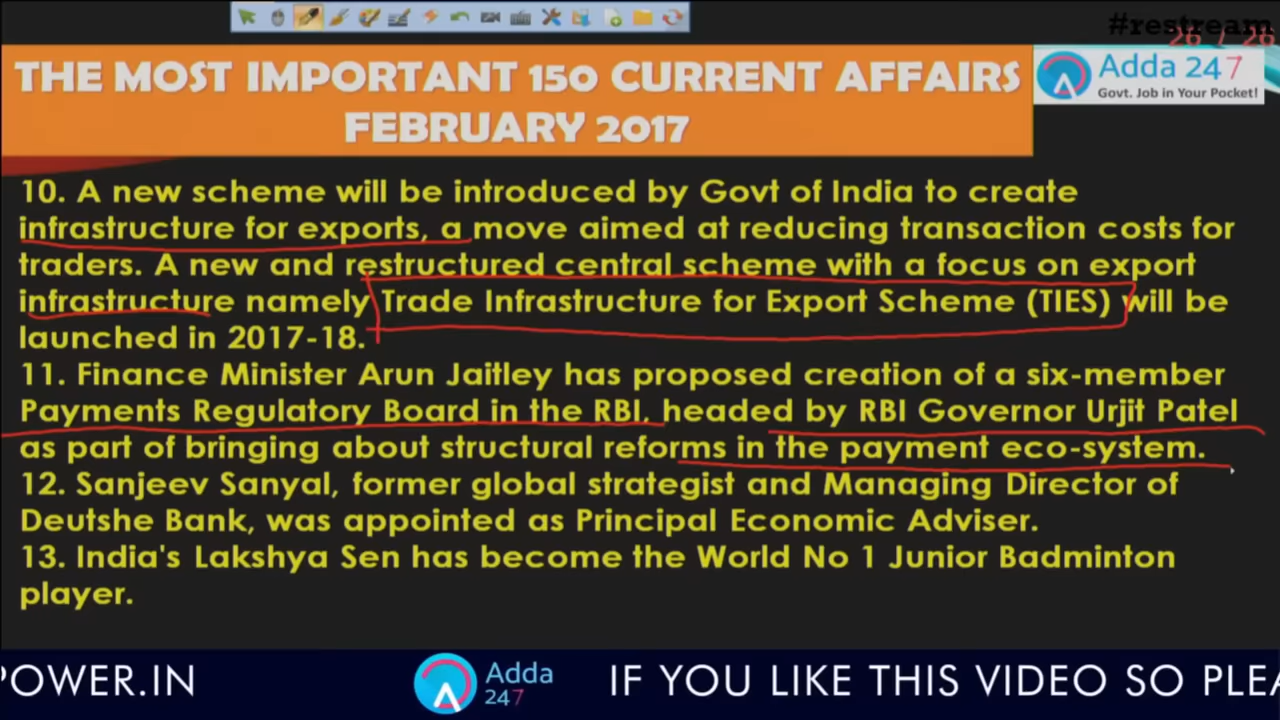 #restream
26 / 26
THE MOST IMPORTANT 150 CURRENT AFFAIRS
FEBRUARY 2017
Adda 247
Govt. Job in Your Pocket!
10. A new scheme will be introduced by Govt of India to create
infrastructure for exports, a move aimed at reducing transaction costs for
traders. A new and restructured central scheme with a focus on export
infrastructure namely Trade Infrastructure for Export Scheme (TIES) will be
launched in 2017-18.
11. Finance Minister Arun Jaitley has proposed creation of a six-member
Payments Regulatory Board in the RBI, headed by RBI Governor Urjit Patel
as part of bringing about structural reforms in the payment eco-system.
12. Sanjeev Sanyal, former global strategist and Managing Director of
Deutshe Bank, was appointed as Principal Economic Adviser.
13. India's Lakshya Sen has become the World No 1 Junior Badminton
player.
POWER.IN
Adda
247
IF YOU LIKE THIS VIDEO SO PLEA